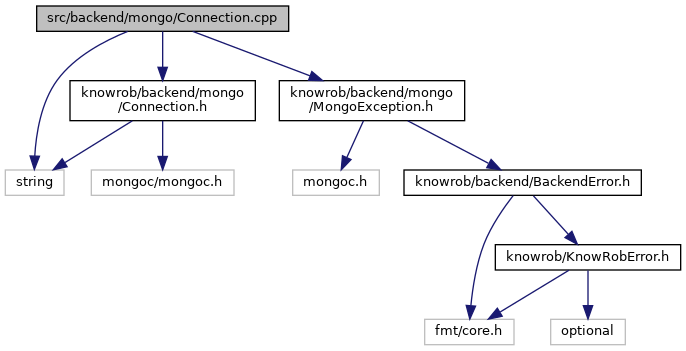 src/backend/mongo/Connection.cpp
knowrob/backend/mongo
/Connection.h
knowrob/backend/mongo
/MongoException.h
string
mongoc/mongoc.h
mongoc.h
knowrob/backend/BackendError.h
knowrob/KnowRobError.h
fmt/core.h
optional